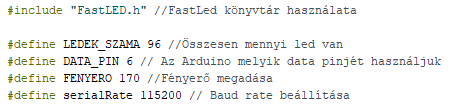 #include "FastLED.h" //FastLed könyvtár használata
#define LEDEK_SZAMA 96 //Összesen mennyi led van
#define DATA_PIN 6 // Az Arduino melyik data pinjét használjuk
#define FENYERO 170 //Fényerő megadása
#define serialRate 115200 // Baud rate beállítása